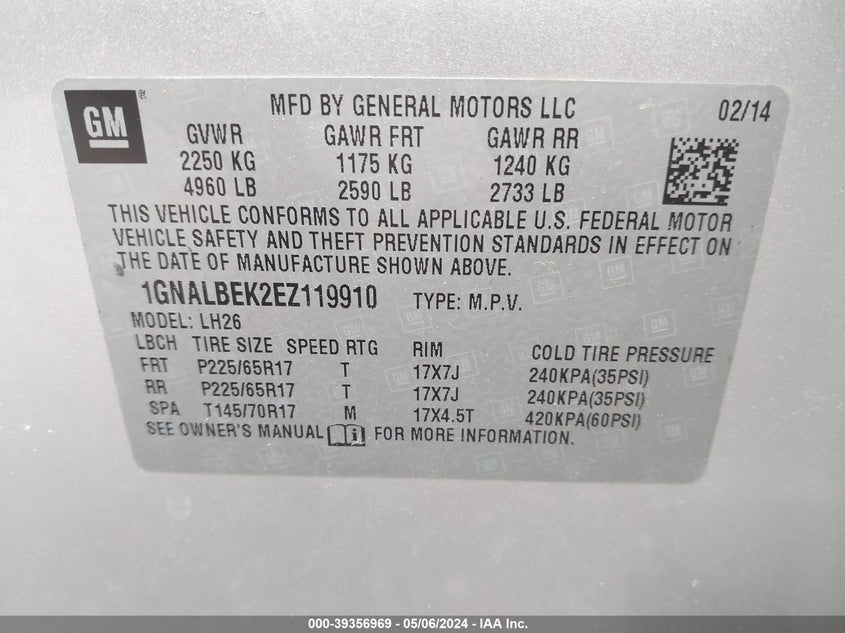 GM®
MFD BY GENERAL MOTORS LLC 02/14
GVWR GAWR FRT GAWR RR
2250 KG 1175 KG 1240 KG
4960 LB 2590 LB 2733 LB
THIS VEHICLE CONFORMS TO ALL APPLICABLE U.S. FEDERAL MOTOR
VEHICLE SAFETY AND THEFT PREVENTION STANDARDS IN EFFECT ON
THE DATE OF MANUFACTURE SHOWN ABOVE.
1GNALBEK2EZ119910 TYPE: M.P.V.
MODEL: LH26
LBCH TIRE SIZE SPEED RTG RIM COLD TIRE PRESSURE
FRT P225/65R17 T 17X7J 240KPA(35PSI)
RR P225/65R17 T 17X7J 240KPA(35PSI)
SPA T145/70R17 M 17X4.5T 420KPA(60PSI)
SEE OWNER'S MANUAL i FOR MORE INFORMATION.
000-39356969 - 05/06/2024 - IAA Inc.